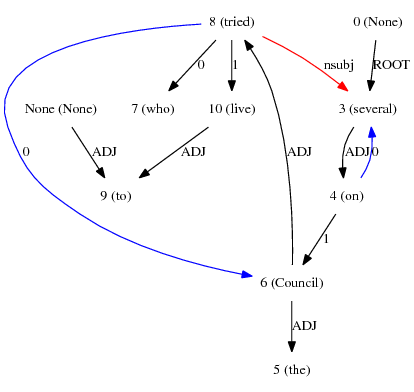 8 (tried) 0 (None)
0 1 nsubj ROOT
None (None) 7 (who) 10 (live) 3 (several)
0 ADJ ADJ ADJ ADJ 0
9 (to) 4 (on)
1
6 (Council)
ADJ
5 (the)